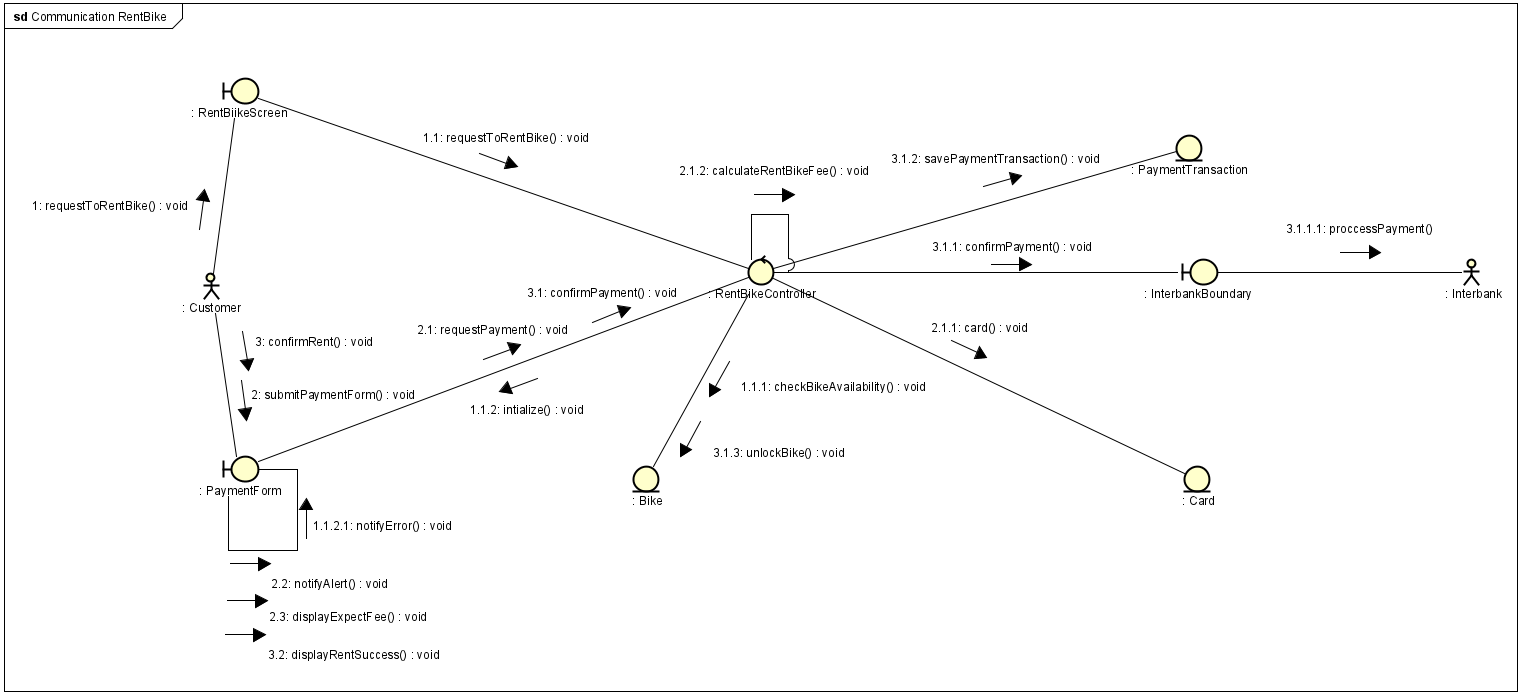 sd Communication RentBike
: RentBiikeScreen
1.1: requestToRentBike() : void
3.1.2: savePaymentTransaction() : void
2.1.2: calculateRentBikeFee() : void
: PaymentTransaction
1: requestToRentBike() : void
3.1.1.1: proccessPayment()
3.1.1: confirmPayment() : void
: Customer
3.1: confirmPayment() : void
: RentBikeController
: InterbankBoundary
: Interbank
2.1: requestPayment() : void
2.1.1: card() : void
3: confirmRent() : void
1.1.1: checkBikeAvailability() : void
2: submitPaymentForm() : void
1.1.2: intialize() : void
3.1.3: unlockBike() : void
: PaymentForm
: Bike
: Card
1.1.2.1: notifyError() : void
2.2: notifyAlert() : void
2.3: displayExpectFee() : void
3.2: displayRentSuccess() : void